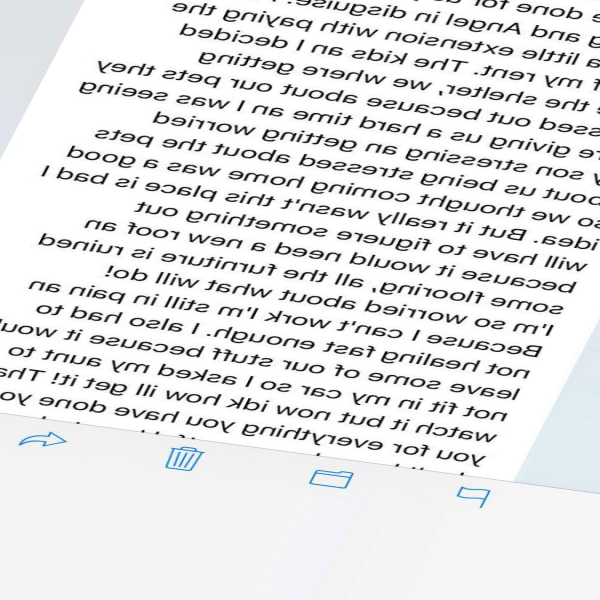 done for
and Angel in disguise.
a little extension with paying the
my rent. The kids an I decided
the shelter, we where getting
ssed out because about our pets they
re giving us a hard time an I was seeing
y son stressing an getting worried
bout us being stressed about the pets
so we thought coming home was a good
idea. But it really wasn't this place is bad I
will have to figuere something out
because it would need a new roof an
some flooring, all the furniture is ruined
I'm so worried about what will I do!
Because I can't work I'm still in pain an
not healing fast enough. I also had to
leave some of our stuff because it woul
not fit in my car so I asked my aunt to
watch it but now idk how ill get it! Tha
you for everything you have done yo